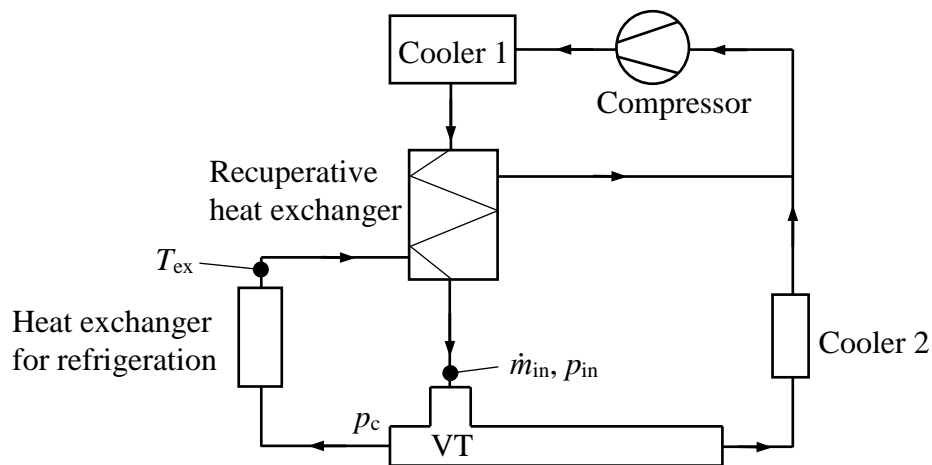 Cooler 1
Compressor
Recuperative
heat exchanger
T_ex
Heat exchanger
for refrigeration
Cooler 2
ṁ_in, p_in
p_c
VT